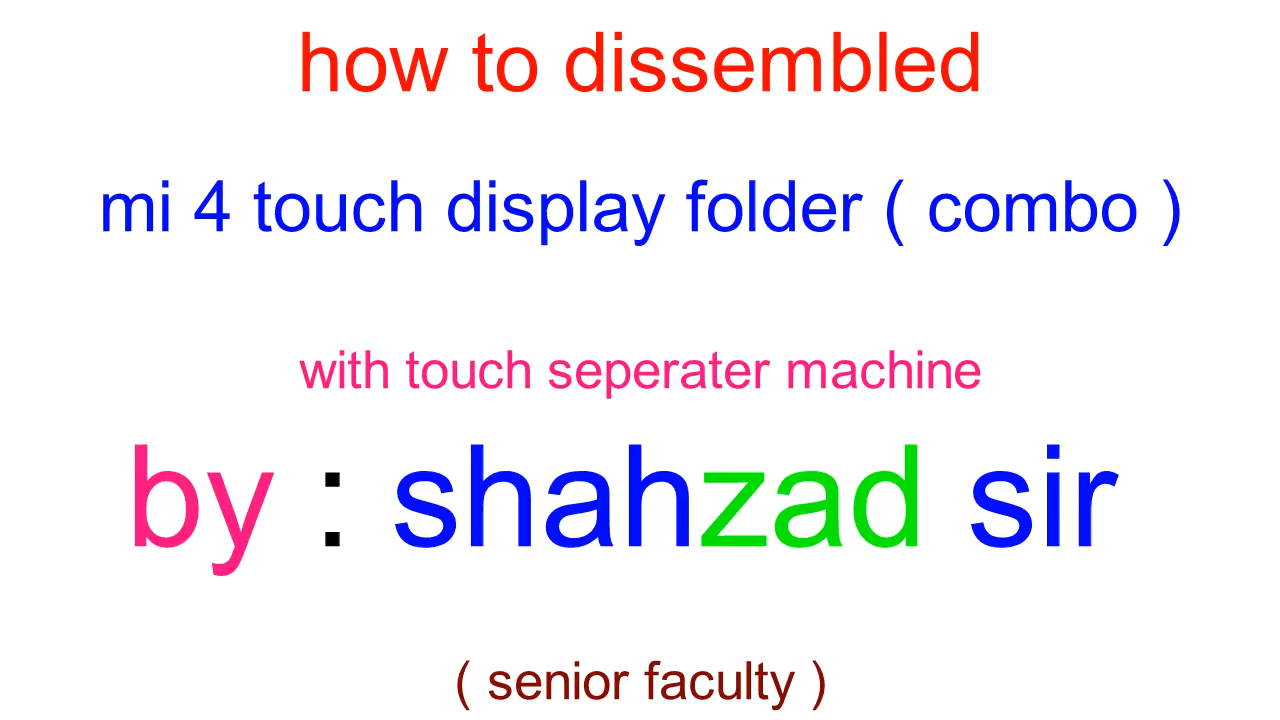 how to dissembled
mi 4 touch display folder ( combo )
with touch seperater machine
by : shahzad sir
( senior faculty )